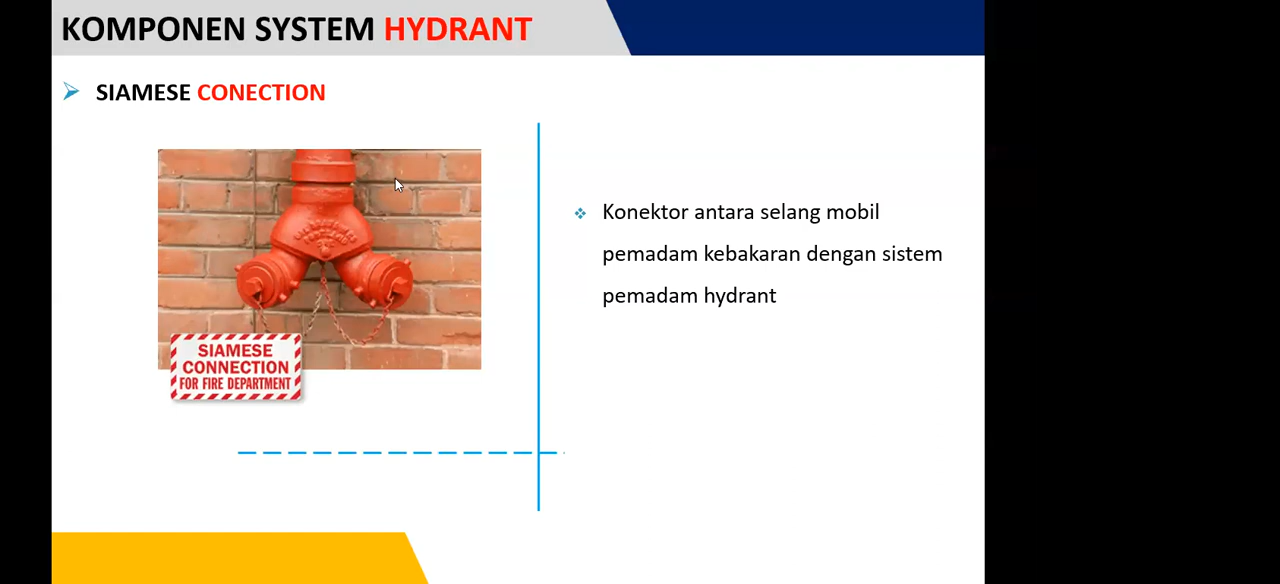 KOMPONEN SYSTEM HYDRANT
SIAMESE CONECTION
Konektor antara selang mobil
pemadam kebakaran dengan sistem
pemadam hydrant
SIAMESE
CONNECTION
FOR FIRE DEPARTMENT